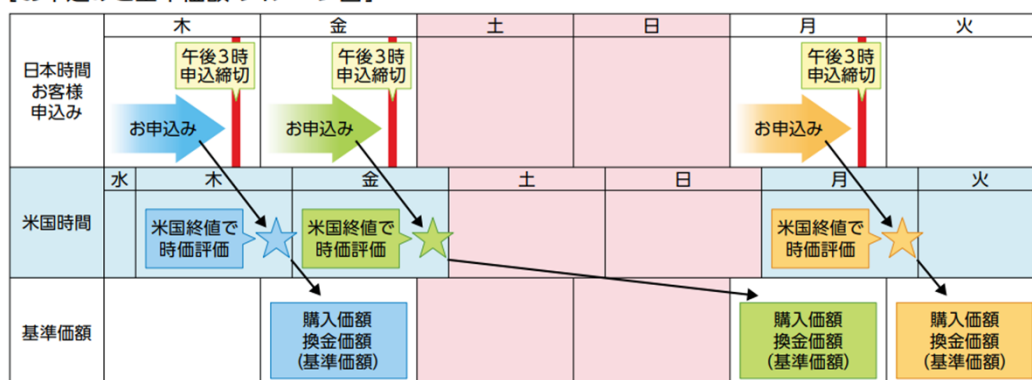 木 金 土 日 月 火
日本時間
お客様
申込み
午後3時
申込締切
午後3時
申込締切
午後3時
申込締切
お申込み
お申込み
お申込み
水 木 金 土 日 月 火
米国時間
米国終値で
時価評価
米国終値で
時価評価
米国終値で
時価評価
基準価額
購入価額
換金価額
(基準価額)
購入価額
換金価額
(基準価額)
購入価額
換金価額
(基準価額)